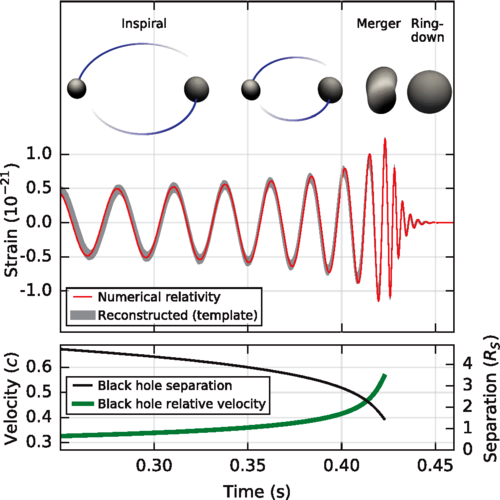 Inspiral
Merger
Ring-
down
Strain (10⁻²¹)
1.0
0.5
0.0
-0.5
-1.0
Numerical relativity
Reconstructed (template)
Velocity (c)
0.6
0.5
0.4
0.3
Black hole separation
Black hole relative velocity
4
3
2
1
0
Separation (R_S)
0.30
0.35
0.40
0.45
Time (s)